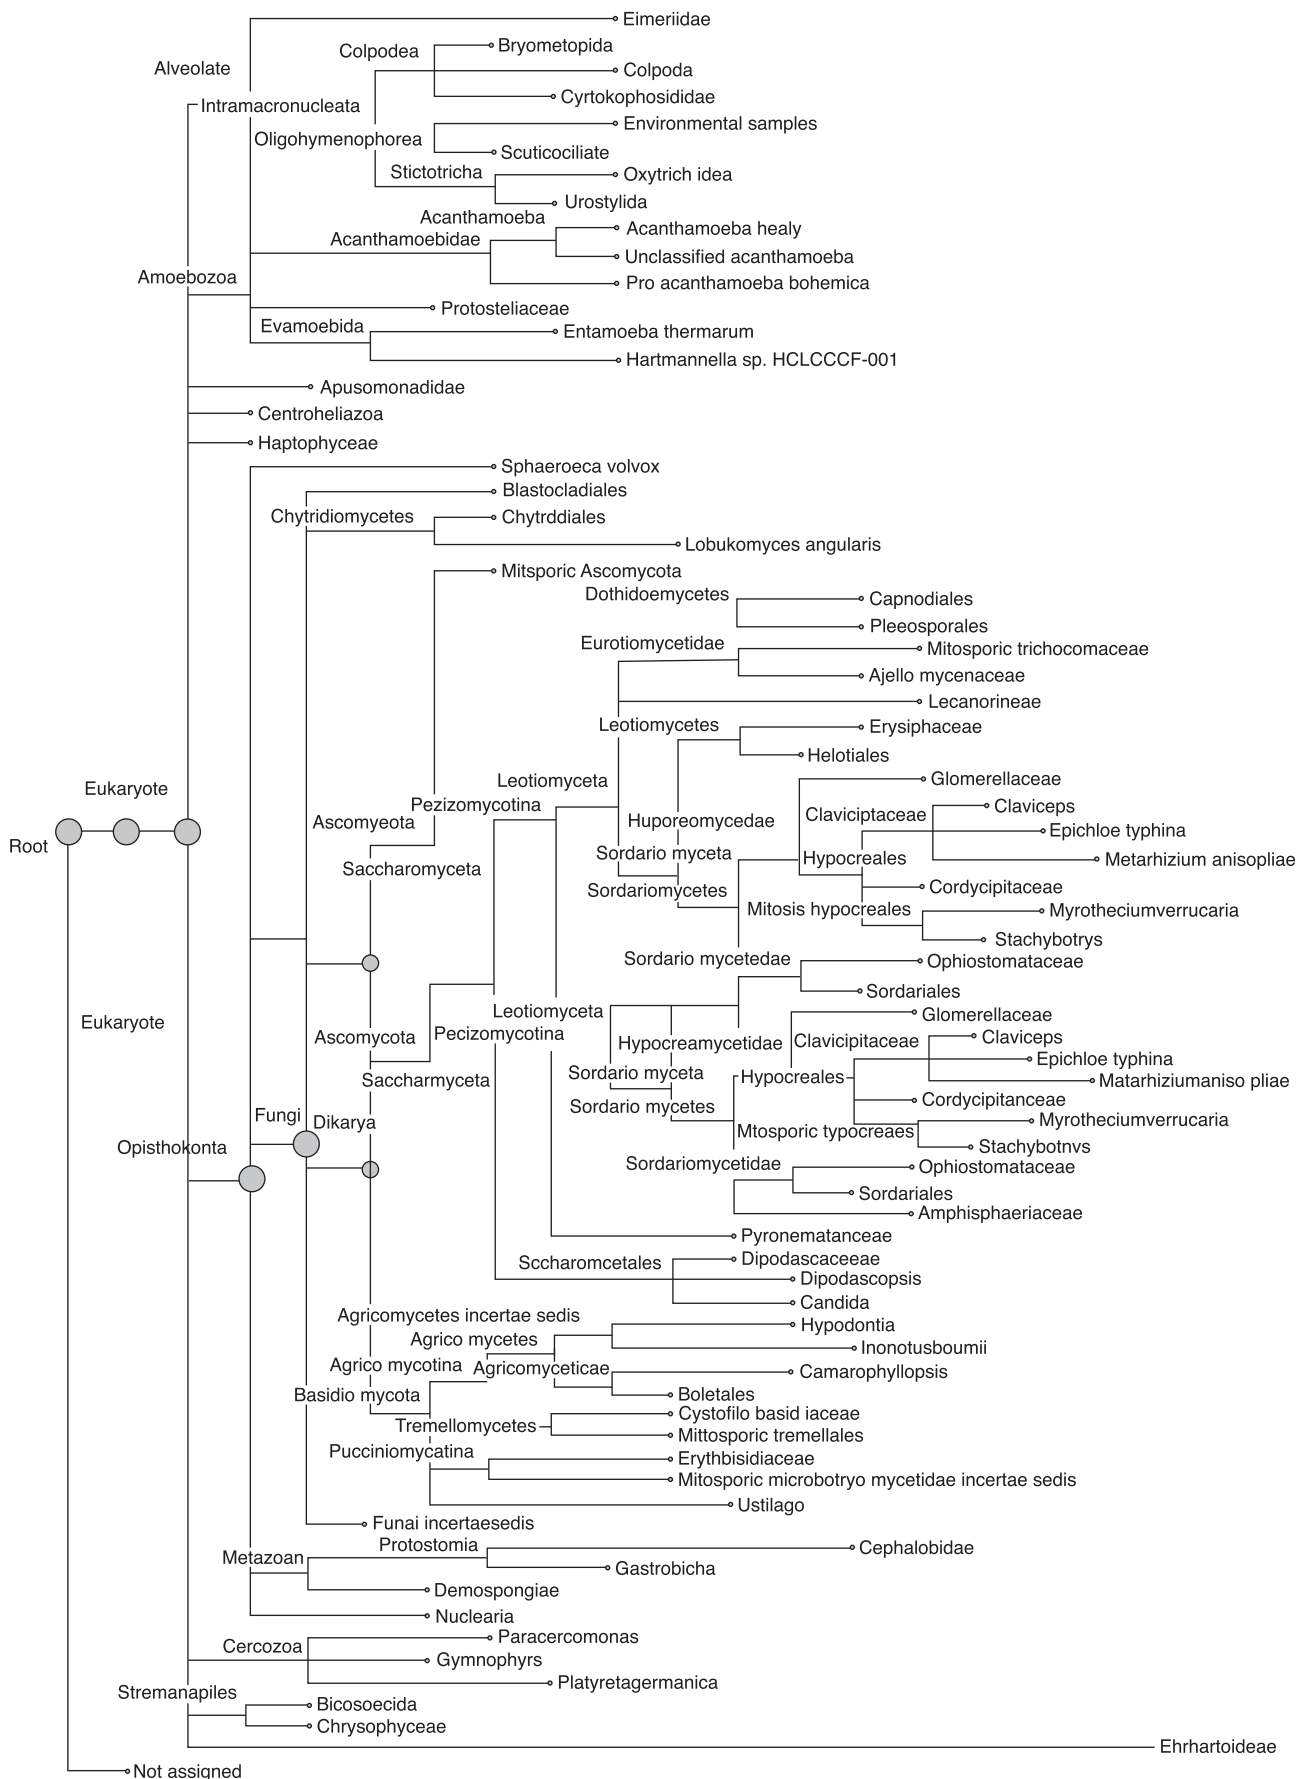 Eimeriidae
Colpodea
Bryometopida
Alveolate
Colpoda
Cyrtokophosididae
Intramacronucleata
Environmental samples
Oligohymenophorea
Scuticociliate
Stictotricha
Oxytrich idea
Urostylida
Acanthamoeba
Acanthamoeba healy
Acanthamoebidae
Unclassified acanthamoeba
Amoebozoa
Pro acanthamoeba bohemica
Protosteliaceae
Evamoebida
Entamoeba thermarum
Hartmannella sp. HCLCCCF-001
Apusomonadidae
Centroheliazoa
Haptophyceae
Sphaeroeca volvox
Blastocladiales
Chytridiomycetes
Chytrddiales
Lobukomyces angularis
Mitsporic Ascomycota
Dothidoemycetes
Capnodiales
Pleeosporales
Eurotiomycetidae
Mitosporic trichocomaceae
Ajello mycenaceae
Lecanorineae
Leotiomycetes
Erysiphaceae
Helotiales
Leotiomyceta
Glomerellaceae
Eukaryote
Pezizomycotina
Claviceps
Claviciptaceae
Ascomyeota
Huporeomycedae
Epichloe typhina
Root
Sordario myceta
Hypocreales
Metarhizium anisopliae
Saccharomyceta
Sordariomycetes
Cordycipitaceae
Mitosis hypocreales
Myrotheciumverrucaria
Stachybotrys
Sordario mycetedae
Ophiostomataceae
Sordariales
Leotiomyceta
Glomerellaceae
Eukaryote
Ascomycota
Pecizomycotina
Hypocreamycetidae
Clavicipitaceae
Claviceps
Epichloe typhina
Sordario myceta
Hypocreales
Saccharmyceta
Matarhiziumaniso pliae
Sordario mycetes
Cordycipitanceae
Fungi
Dikarya
Myrotheciumverrucaria
Mtosporic typocreaes
Opisthokonta
Stachybotnvs
Sordariomycetidae
Ophiostomataceae
Sordariales
Amphisphaeriaceae
Pyronematanceae
Sccharomcetales
Dipodascaceeae
Dipodascopsis
Candida
Agricomycetes incertae sedis
Hypodontia
Agrico mycetes
Inonotusboumii
Agrico mycotina
Agricomyceticae
Camarophyllopsis
Basidio mycota
Boletales
Cystofilo basid iaceae
Tremellomycetes
Mittosporic tremellales
Pucciniomycatina
Erythbisidiaceae
Mitosporic microbotryo mycetidae incertae sedis
Ustilago
Funai incertaesedis
Protostomia
Cephalobidae
Metazoan
Gastrobicha
Demospongiae
Nuclearia
Paracercomonas
Cercozoa
Gymnophyrs
Platyretagermanica
Stremanapiles
Bicosoecida
Chrysophyceae
Ehrhartoideae
Not assigned